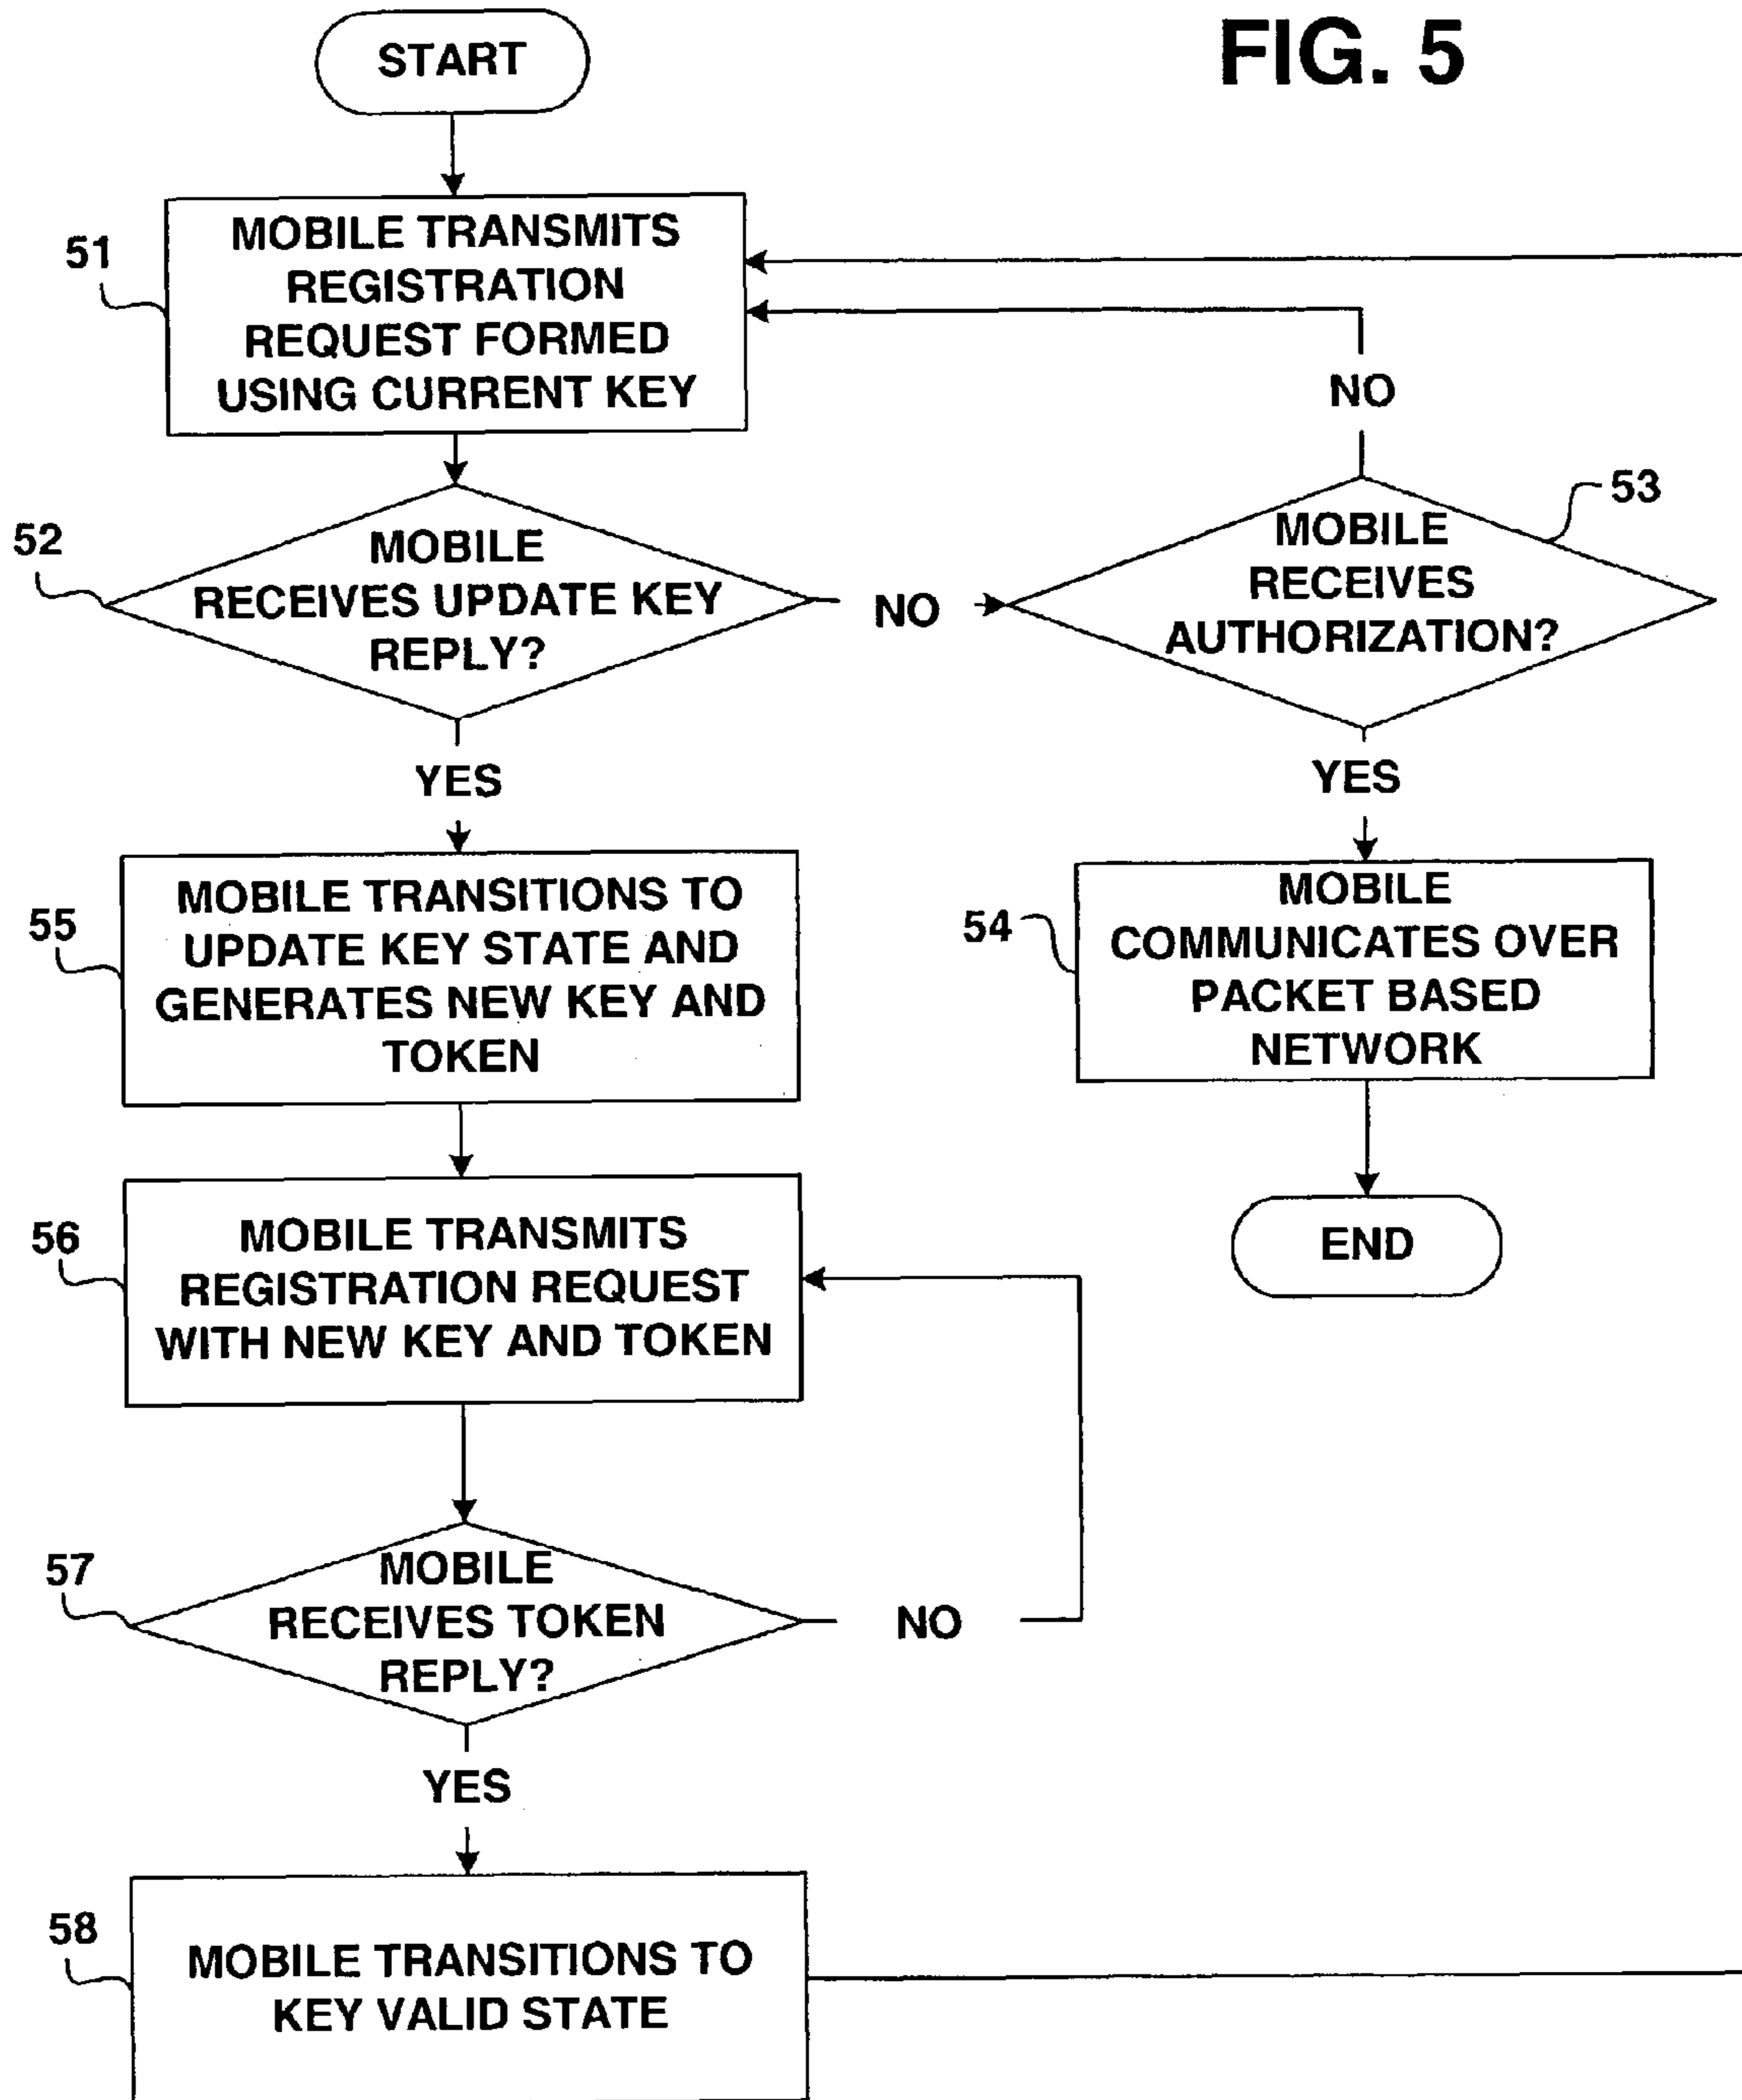 FIG. 5
START
51
MOBILE TRANSMITS
REGISTRATION
REQUEST FORMED
USING CURRENT KEY
NO
52
MOBILE
RECEIVES UPDATE KEY
REPLY?
NO
53
MOBILE
RECEIVES
AUTHORIZATION?
YES
YES
55
MOBILE TRANSITIONS TO
UPDATE KEY STATE AND
GENERATES NEW KEY AND
TOKEN
54
MOBILE
COMMUNICATES OVER
PACKET BASED
NETWORK
56
MOBILE TRANSMITS
REGISTRATION REQUEST
WITH NEW KEY AND TOKEN
END
57
MOBILE
RECEIVES TOKEN
REPLY?
NO
YES
58
MOBILE TRANSITIONS TO
KEY VALID STATE